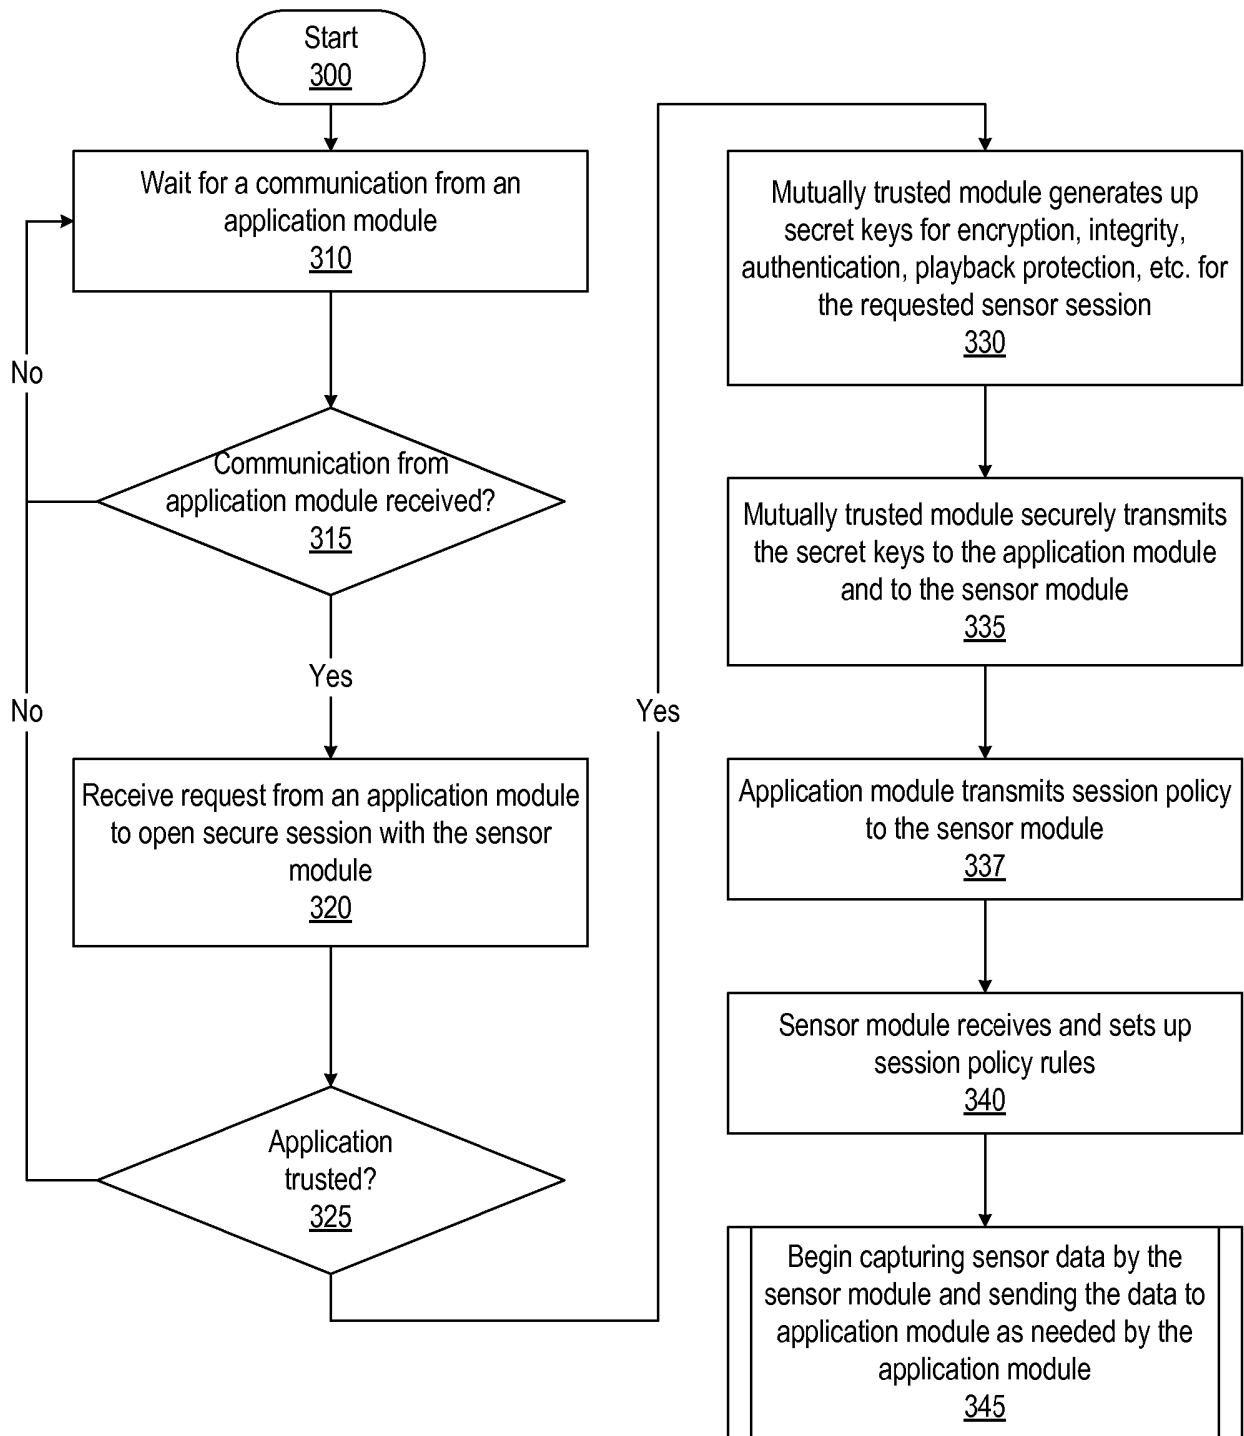 Start
300
Wait for a communication from an
application module
310
No
Communication from
application module received?
315
Yes
No
Receive request from an application module
to open secure session with the sensor
module
320
Application
trusted?
325
Yes
Mutually trusted module generates up
secret keys for encryption, integrity,
authentication, playback protection, etc. for
the requested sensor session
330
Mutually trusted module securely transmits
the secret keys to the application module
and to the sensor module
335
Application module transmits session policy
to the sensor module
337
Sensor module receives and sets up
session policy rules
340
Begin capturing sensor data by the
sensor module and sending the data to
application module as needed by the
application module
345